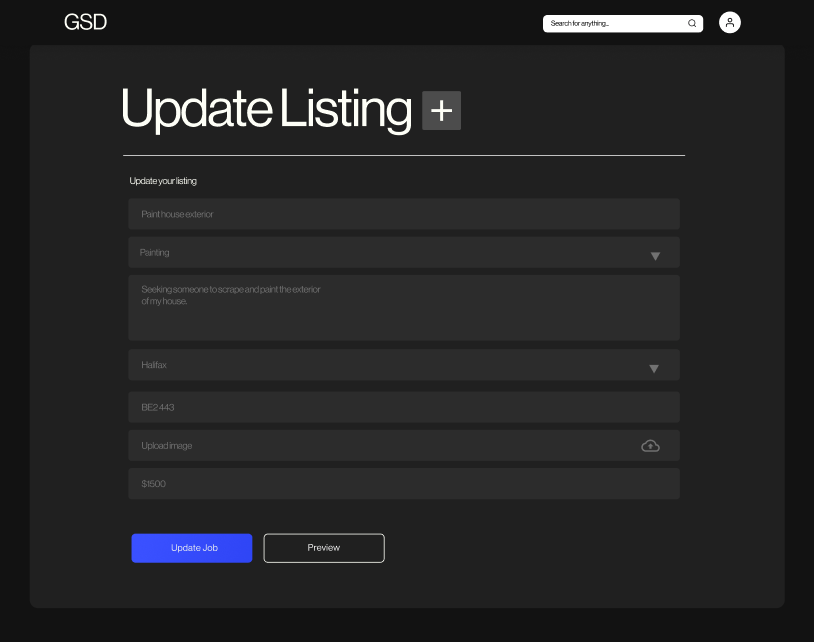 GSD
Search for anything...
Update Listing
Update your listing
Paint house exterior
Painting
Seeking someone to scrape and paint the exterior
of my house.
Halifax
BE2 443
Upload image
$1500
Update Job
Preview